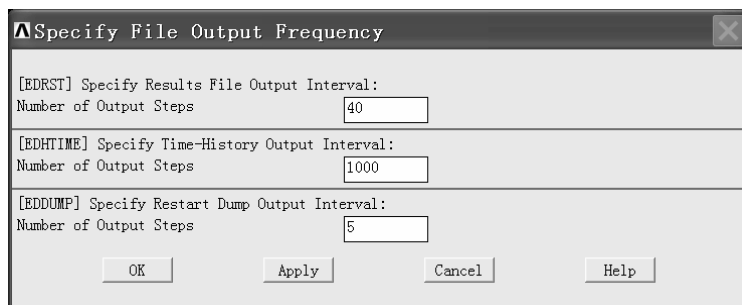 Specify File Output Frequency
[EDRST] Specify Results File Output Interval:
Number of Output Steps 40
[EDHTIME] Specify Time-History Output Interval:
Number of Output Steps 1000
[EDDUMP] Specify Restart Dump Output Interval:
Number of Output Steps 5
OK Apply Cancel Help